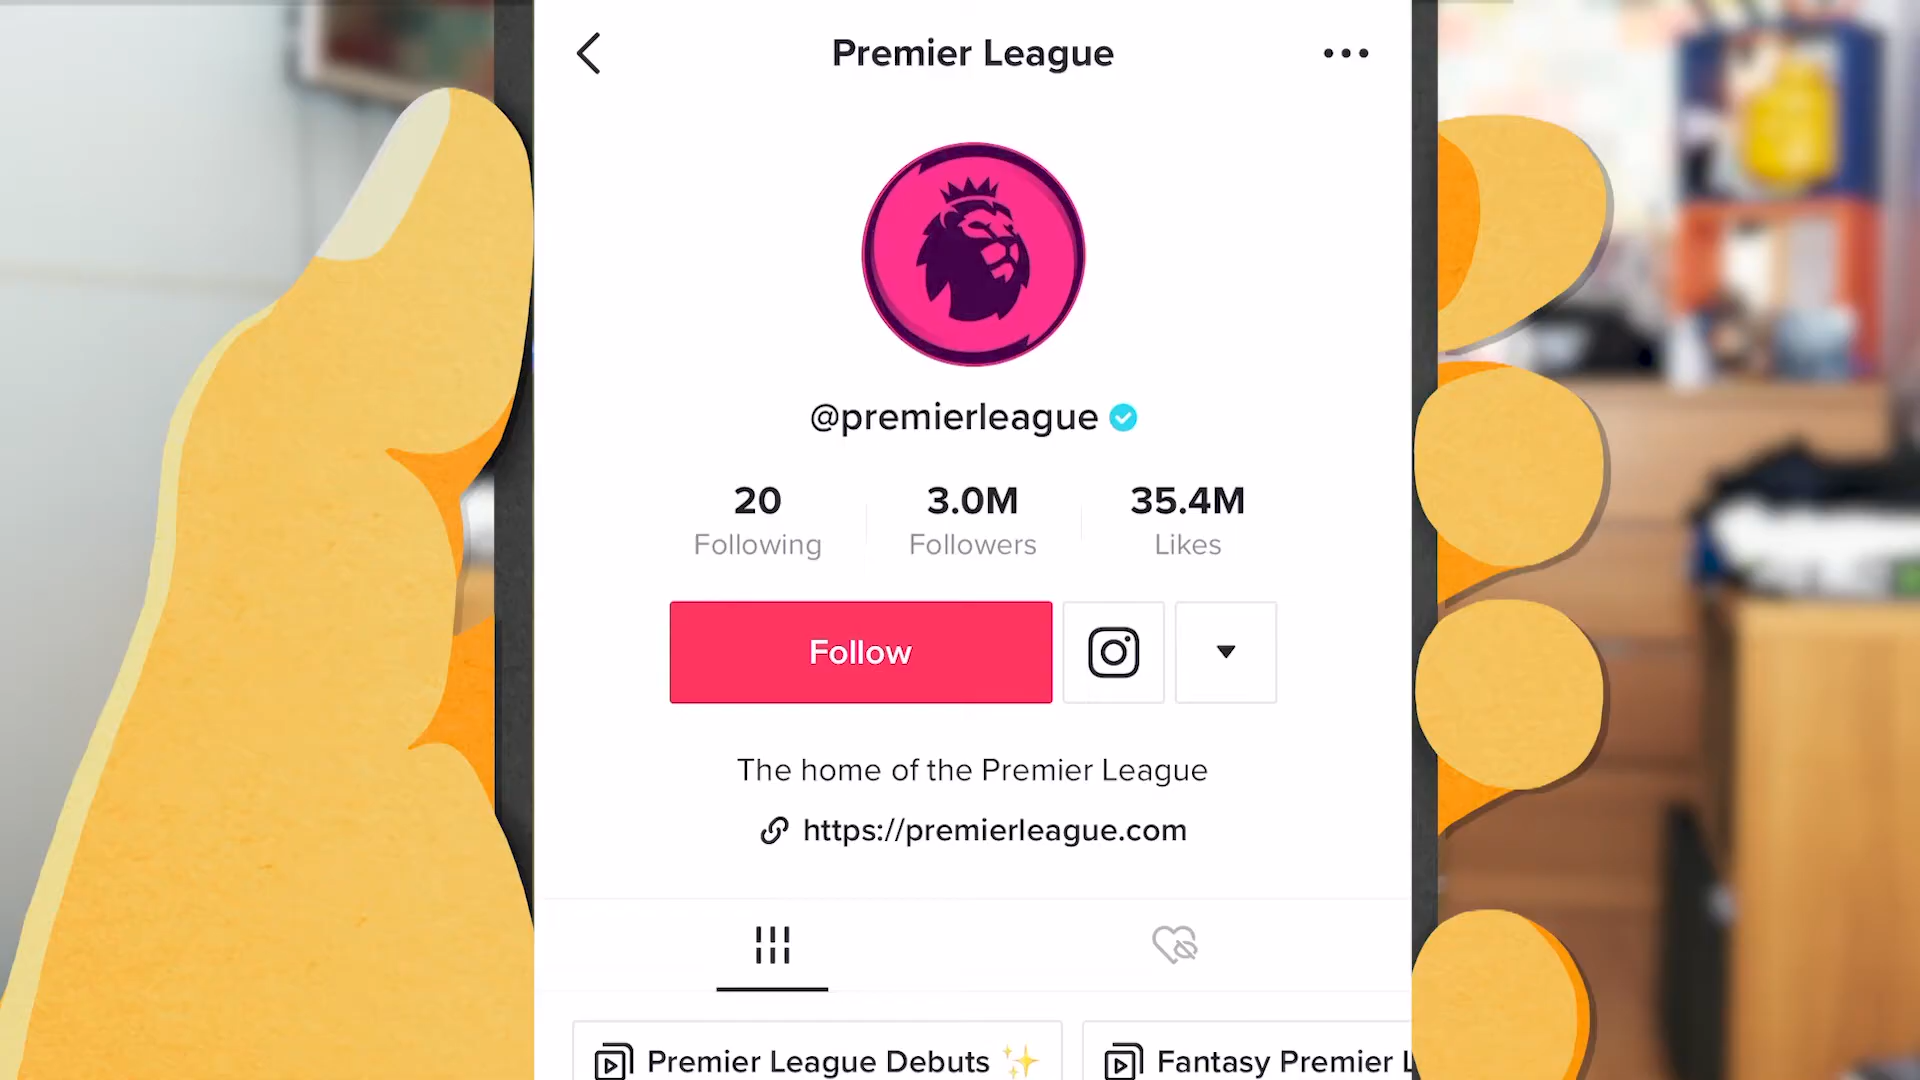 Premier League
@premierleague
20 3.0M 35.4M
Following Followers Likes
Follow
The home of the Premier League
https://premierleague.com
Premier League Debuts ✨ Fantasy Premier